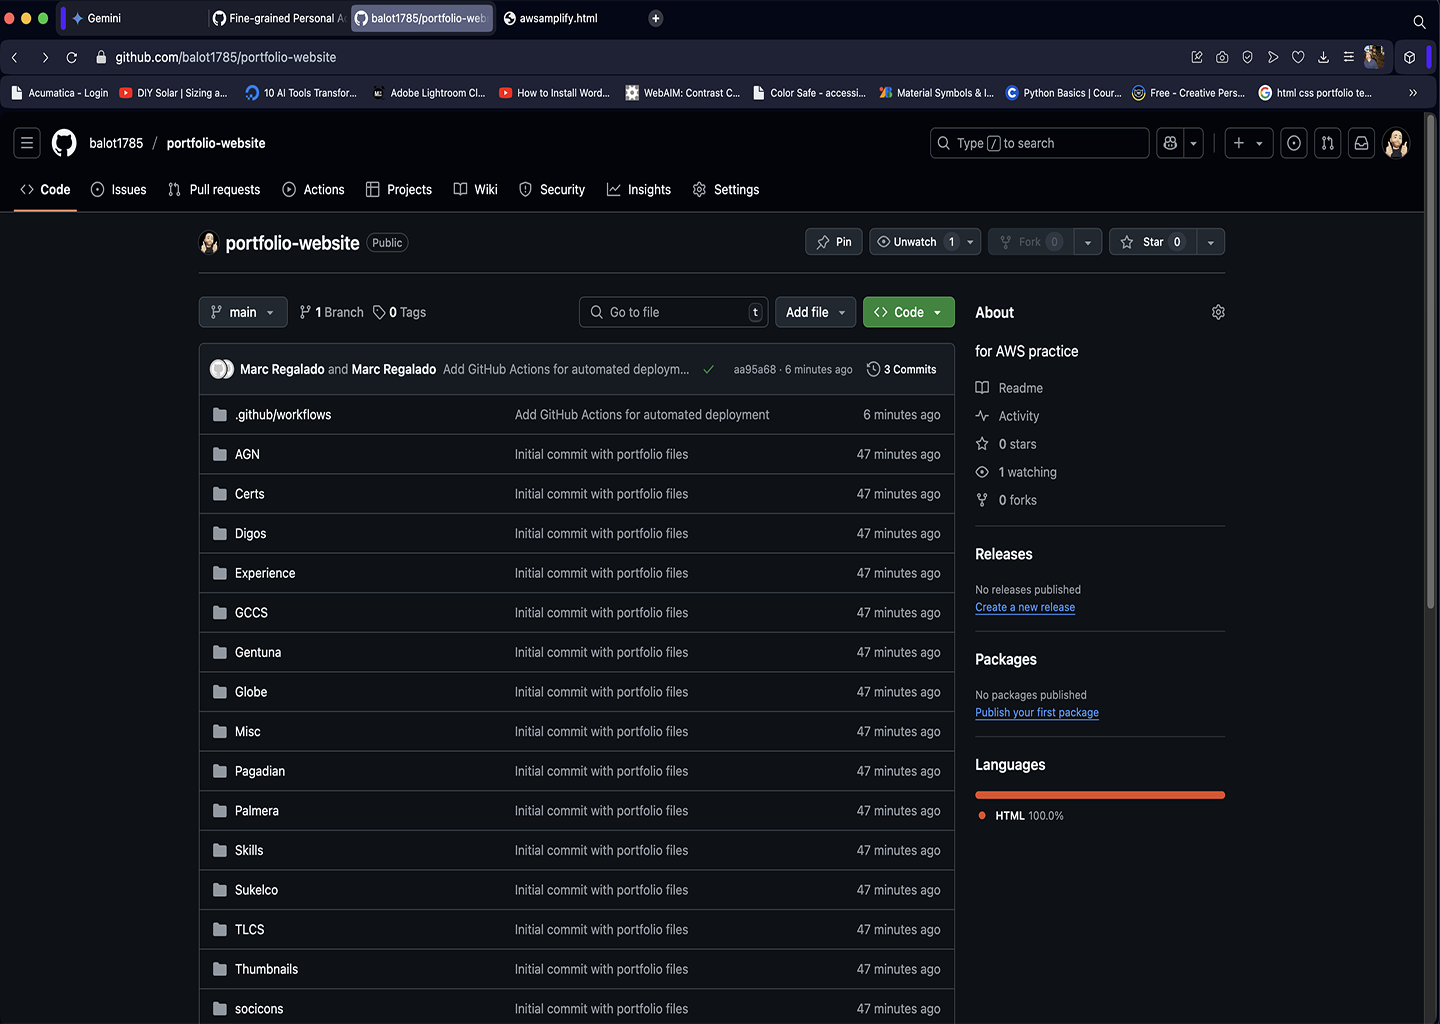 Gemini
Fine-grained Personal Ac
balot1785/portfolio-web
awsamplify.html
github.com/balot1785/portfolio-website
Acumatica - Login
DIY Solar | Sizing a...
10 AI Tools Transfor...
Adobe Lightroom Cl...
How to Install Word...
WebAIM: Contrast C...
Color Safe - accessi...
Material Symbols & I...
Python Basics | Cour...
Free - Creative Pers...
html css portfolio te...
balot1785 / portfolio-website
Type / to search
Code
Issues
Pull requests
Actions
Projects
Wiki
Security
Insights
Settings
portfolio-website Public
Pin
Unwatch 1
Fork 0
Star 0
main
1 Branch
0 Tags
Go to file t
Add file
Code
Marc Regalado and Marc Regalado Add GitHub Actions for automated deploym... aa95a68 · 6 minutes ago 3 Commits
.github/workflows Add GitHub Actions for automated deployment 6 minutes ago
AGN Initial commit with portfolio files 47 minutes ago
Certs Initial commit with portfolio files 47 minutes ago
Digos Initial commit with portfolio files 47 minutes ago
Experience Initial commit with portfolio files 47 minutes ago
GCCS Initial commit with portfolio files 47 minutes ago
Gentuna Initial commit with portfolio files 47 minutes ago
Globe Initial commit with portfolio files 47 minutes ago
Misc Initial commit with portfolio files 47 minutes ago
Pagadian Initial commit with portfolio files 47 minutes ago
Palmera Initial commit with portfolio files 47 minutes ago
Skills Initial commit with portfolio files 47 minutes ago
Sukelco Initial commit with portfolio files 47 minutes ago
TLCS Initial commit with portfolio files 47 minutes ago
Thumbnails Initial commit with portfolio files 47 minutes ago
socicons Initial commit with portfolio files 47 minutes ago
About
for AWS practice
Readme
Activity
0 stars
1 watching
0 forks
Releases
No releases published
Create a new release
Packages
No packages published
Publish your first package
Languages
HTML 100.0%